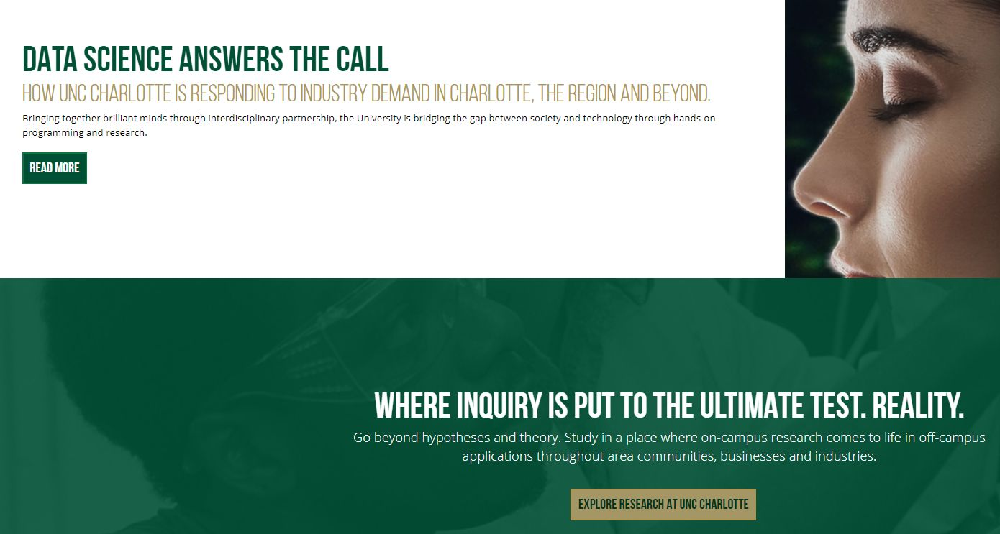 DATA SCIENCE ANSWERS THE CALL
HOW UNC CHARLOTTE IS RESPONDING TO INDUSTRY DEMAND IN CHARLOTTE, THE REGION AND BEYOND.
Bringing together brilliant minds through interdisciplinary partnership, the University is bridging the gap between society and technology through hands-on
programming and research.
READ MORE
WHERE INQUIRY IS PUT TO THE ULTIMATE TEST. REALITY.
Go beyond hypotheses and theory. Study in a place where on-campus research comes to life in off-campus
applications throughout area communities, businesses and industries.
EXPLORE RESEARCH AT UNC CHARLOTTE